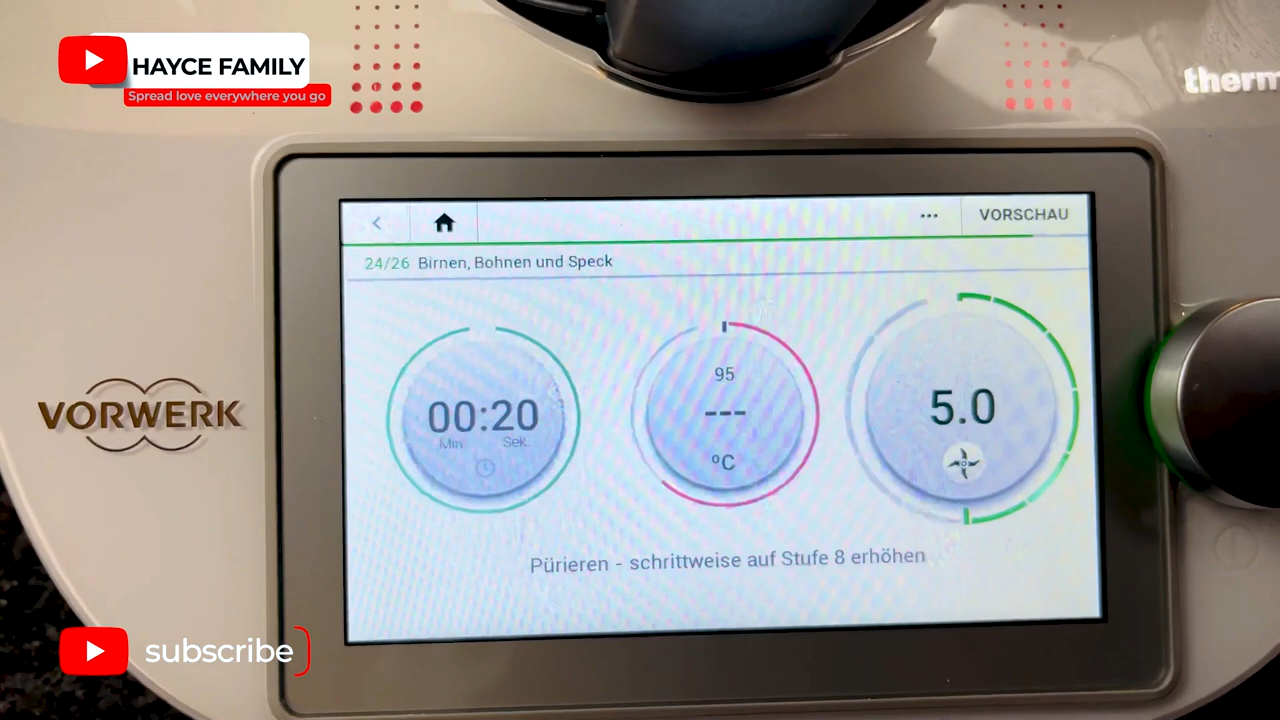 HAYCE FAMILY
Spread love everywhere you go
therm
VORSCHAU
24/26 Birnen, Bohnen und Speck
00:20
Min. Sek.
95
---
°C
5.0
VORWERK
Pürieren - schrittweise auf Stufe 8 erhöhen
subscribe